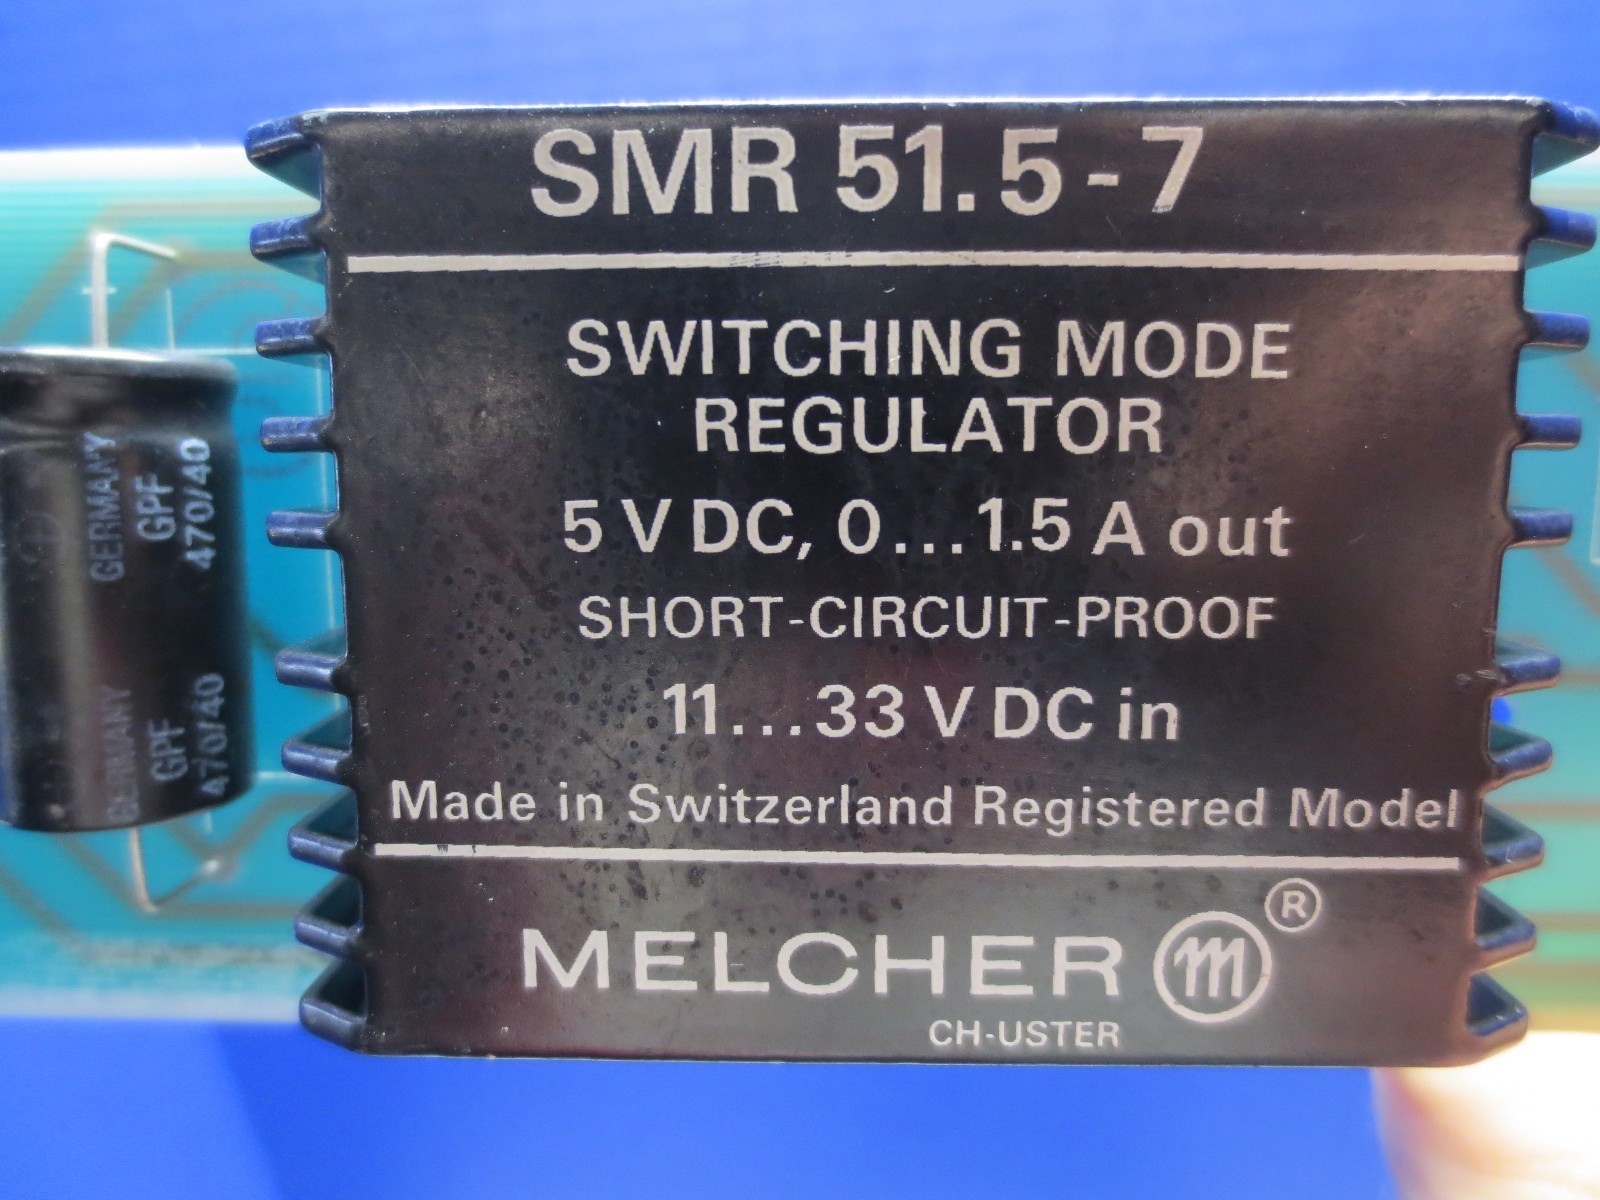 SMR 51.5-7
SWITCHING MODE
REGULATOR
5 V DC, 0...1.5 A out
SHORT-CIRCUIT-PROOF
11...33 V DC in
Made in Switzerland Registered Model
MELCHER m ®
CH-USTER
GERMANY
GPF
470/40
GERMANY
GPF
470/40